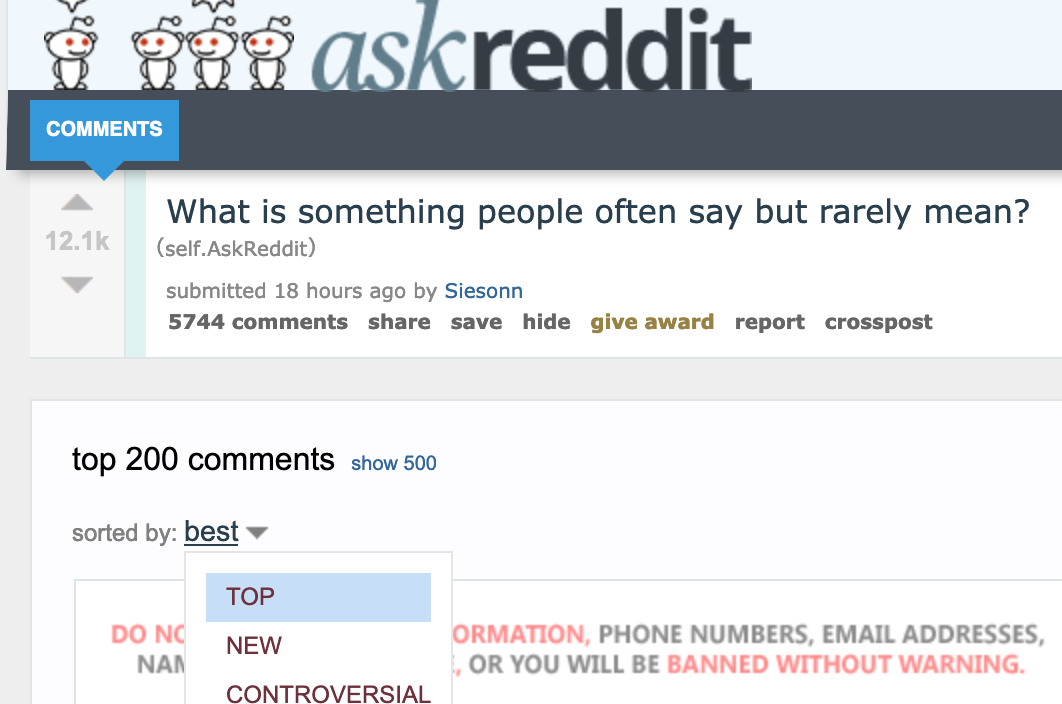 askreddit
COMMENTS
What is something people often say but rarely mean?
12.1k
(self.AskReddit)
submitted 18 hours ago by Siesonn
5744 comments share save hide give award report crosspost
top 200 comments show 500
sorted by: best
TOP
DO NO ORMATION, PHONE NUMBERS, EMAIL ADDRESSES,
NEW
NAM , OR YOU WILL BE BANNED WITHOUT WARNING.
CONTROVERSIAL